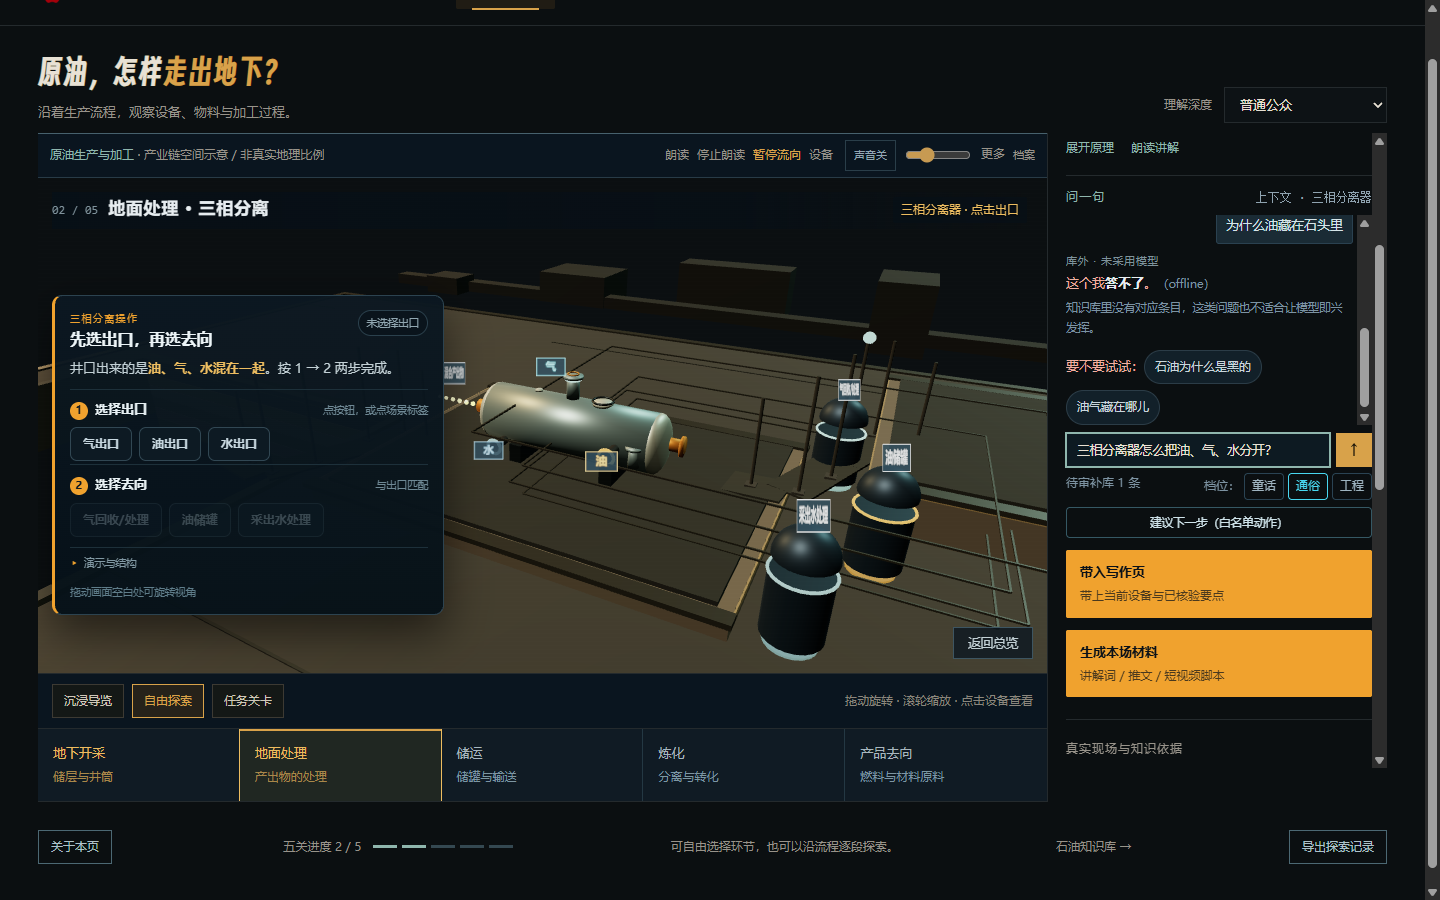 原油，怎样走出地下？
沿着生产流程，观察设备、物料与加工过程。
理解深度
普通公众
原油生产与加工 · 产业链空间示意 / 非真实地理比例
朗读 停止朗读 暂停流向 设备 声音关 更多 档案
02 / 05 地面处理 · 三相分离
三相分离器 · 点击出口
三相分离操作
先选出口，再选去向
未选择出口
井口出来的是油、气、水混在一起。按 1 → 2 两步完成。
1 选择出口
点按钮，或点场景标签
气出口 油出口 水出口
2 选择去向
与出口匹配
气回收/处理 油储罐 采出水处理
▸ 演示与结构
拖动画面空白处可旋转视角
气
水
油
油储罐
采出水处理
返回总览
沉浸导览 自由探索 任务关卡
拖动旋转 · 滚轮缩放 · 点击设备查看
地下开采
储层与井筒
地面处理
产出物的处理
储运
储罐与输送
炼化
分离与转化
产品去向
燃料与材料原料
展开原理 朗读讲解
问一句
上下文 · 三相分离器
为什么油藏在石头里
库外 · 未采用模型
这个我答不了。（offline）
知识库里没有对应条目，这类问题也不适合让模型即兴
发挥。
要不要试试： 石油为什么是黑的
油气藏在哪儿
三相分离器怎么把油、气、水分开？ ↑
待审补库 1 条
档位： 童话 通俗 工程
建议下一步（白名单动作）
带入写作页
带上当前设备与已核验要点
生成本场材料
讲解词 / 推文 / 短视频脚本
真实现场与知识依据
关于本页
五关进度 2 / 5
可自由选择环节，也可以沿流程逐段探索。
石油知识库 →
导出探索记录